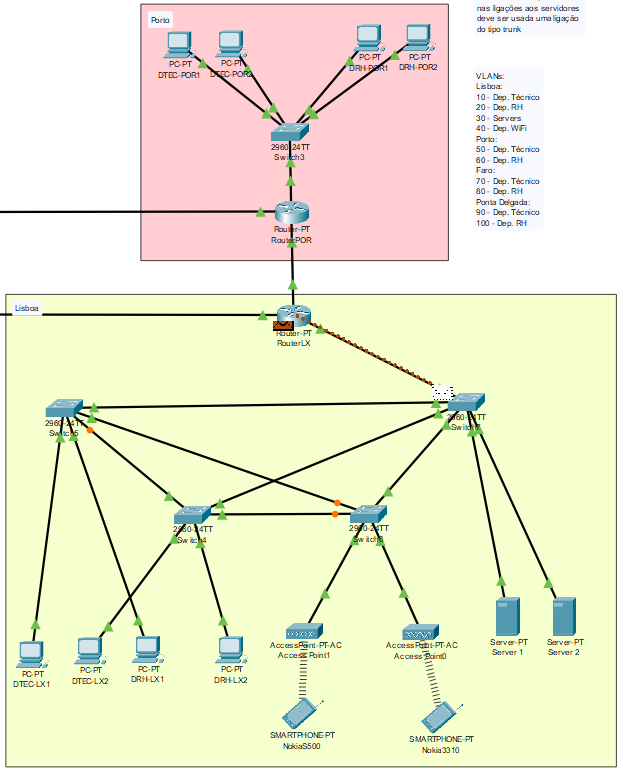 nas ligações aos servidores
deve ser usada uma ligação
do tipo trunk
Porto
PC-PT
DTEC-POR1
PC-PT
DTEC-POR2
PC-PT
DRH-POR1
PC-PT
DRH-POR2
VLANs:
Lisboa:
10 - Dep. Técnico
20 - Dep. RH
30 - Servers
40 - Dep. WiFi
Porto:
50 - Dep. Técnico
60 - Dep. RH
Faro:
70 - Dep. Técnico
80 - Dep. RH
Ponta Delgada:
90 - Dep. Técnico
100 - Dep. RH
2960-24TT
Switch3
Router-PT
RouterPOR
Lisboa
Router-PT
RouterLX
2960-24TT
Switch5
2960-24TT
Switch7
2960-24TT
Switch4
2960-24TT
Switch6
PC-PT
DTEC-LX1
PC-PT
DTEC-LX2
PC-PT
DRH-LX1
PC-PT
DRH-LX2
AccessPoint-PT-AC
Access Point1
AccessPoint-PT-AC
Access Point0
Server-PT
Server 1
Server-PT
Server 2
SMARTPHONE-PT
NokiaS500
SMARTPHONE-PT
Nokia3310